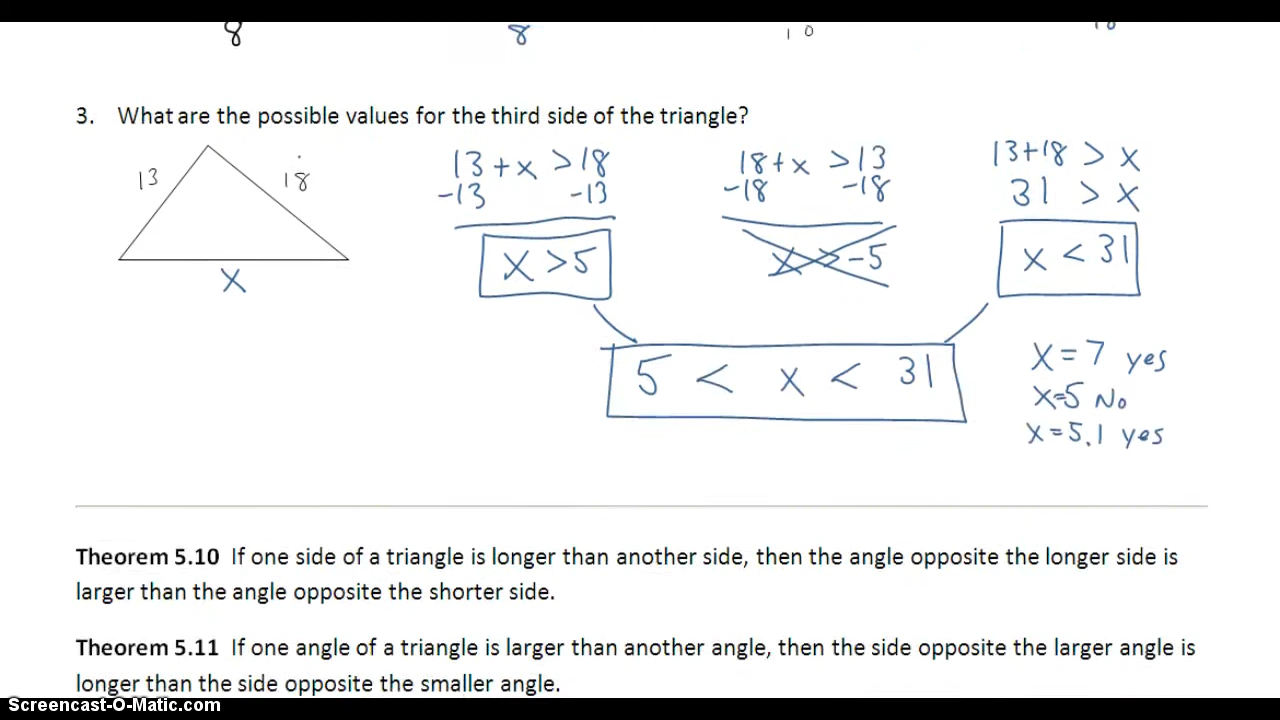 8 8 10 10
3. What are the possible values for the third side of the triangle?
13 18 X
13 + x > 18
-13 -13
x > 5
18 + x > 13
-18 -18
x > -5
13 + 18 > x
31 > x
x < 31
5 < x < 31
x = 7 yes
x=5 No
x = 5.1 yes
Theorem 5.10 If one side of a triangle is longer than another side, then the angle opposite the longer side is
larger than the angle opposite the shorter side.
Theorem 5.11 If one angle of a triangle is larger than another angle, then the side opposite the larger angle is
longer than the side opposite the smaller angle.
Screencast-O-Matic.com